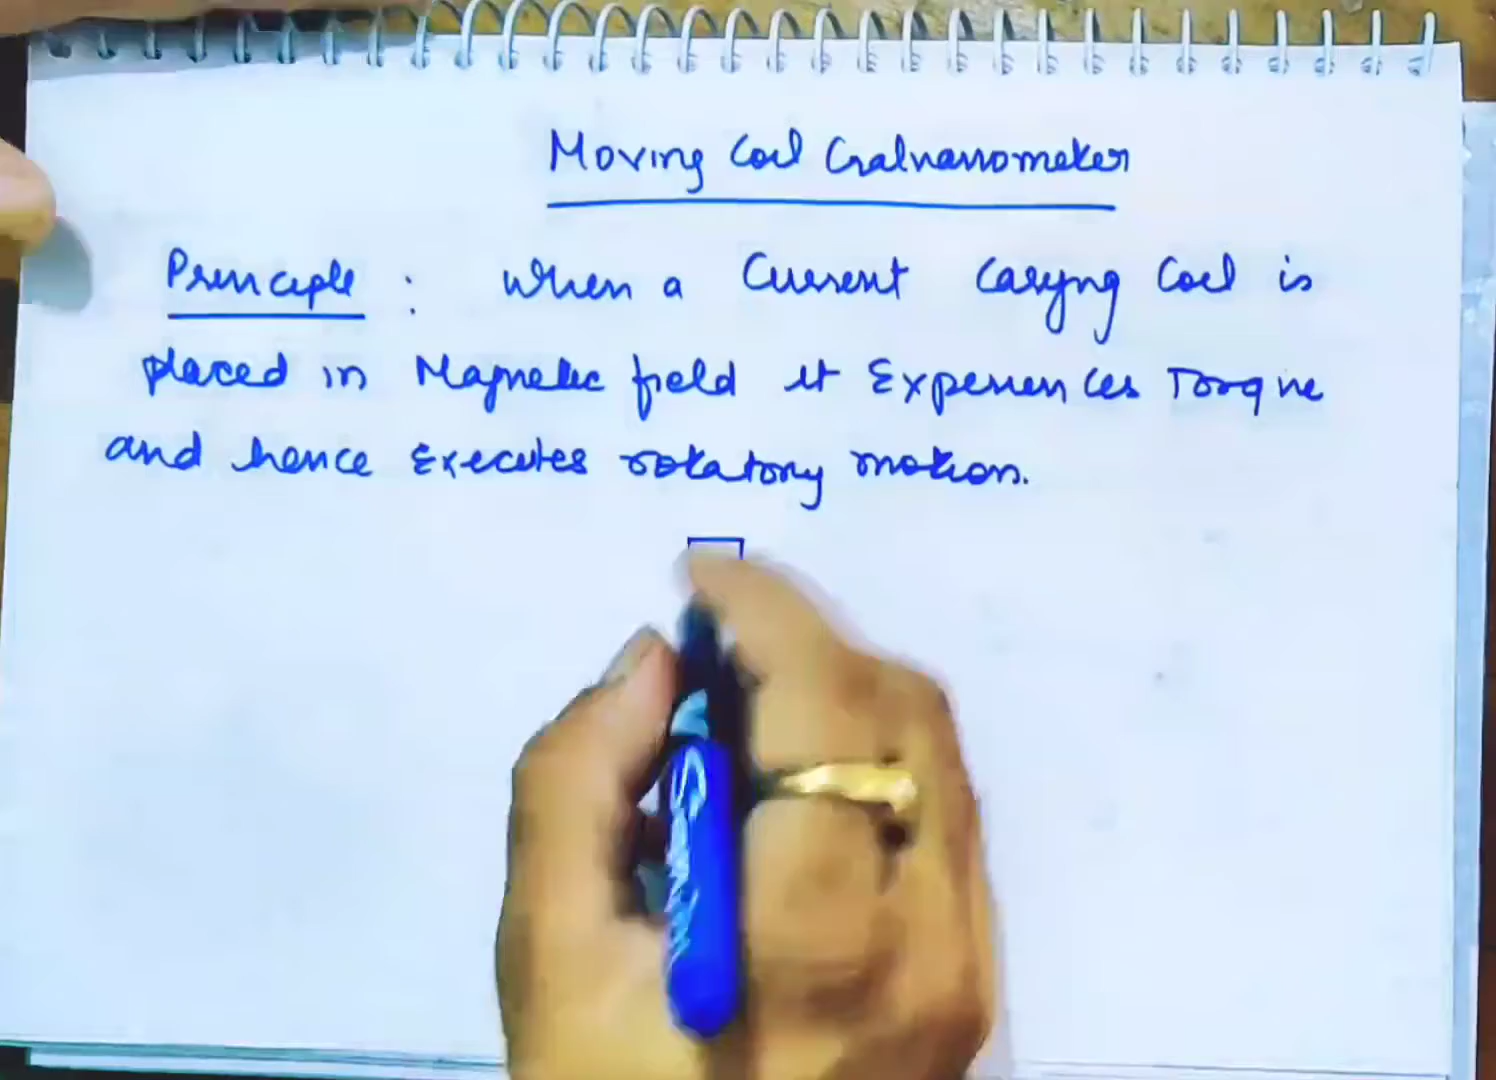 Moving Coil Galvanometer
Principle : When a Current Caryng Coil is
placed in Magnetic field it Experiences Torque
and hence Executes rotatory motion.